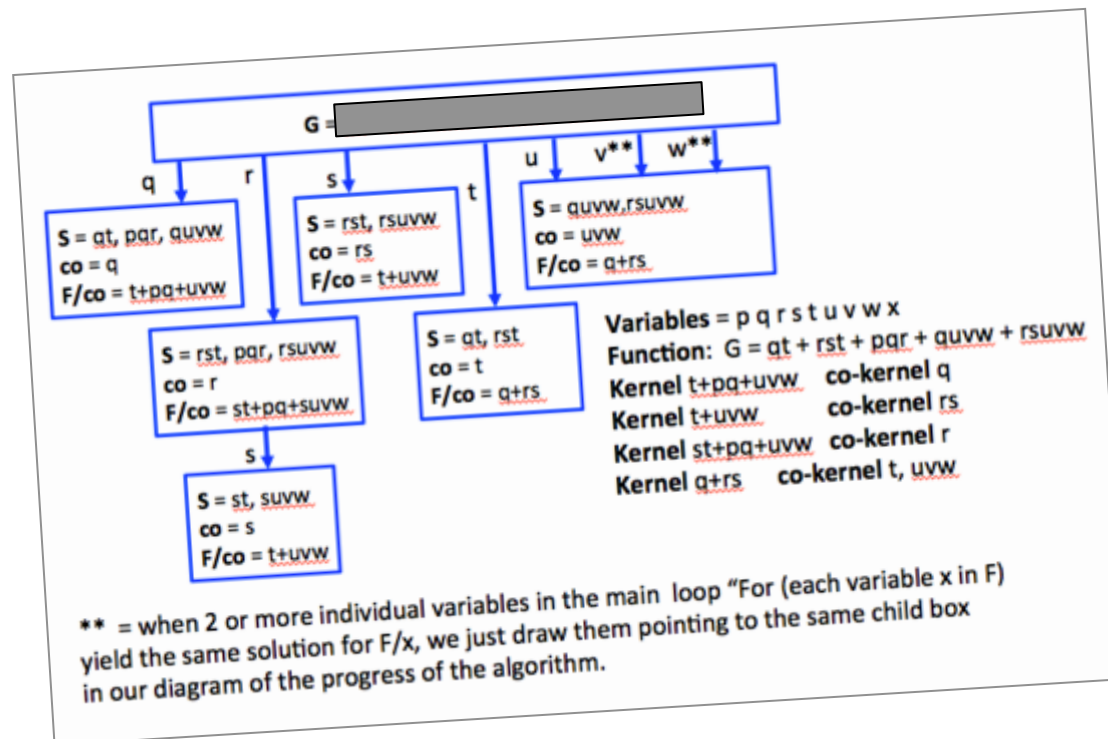 G =
q
r
s
t
u
v**
w**
S = qt, pqr, quvw
co = q
F/co = t+pq+uvw
S = rst, rsuvw
co = rs
F/co = t+uvw
S = quvw,rsuvw
co = uvw
F/co = q+rs
S = rst, pqr, rsuvw
co = r
F/co = st+pq+suvw
S = qt, rst
co = t
F/co = q+rs
s
S = st, suvw
co = s
F/co = t+uvw
Variables = p q r s t u v w x
Function: G = qt + rst + pqr + quvw + rsuvw
Kernel t+pq+uvw co-kernel q
Kernel t+uvw co-kernel rs
Kernel st+pq+uvw co-kernel r
Kernel q+rs co-kernel t, uvw
** = when 2 or more individual variables in the main loop “For (each variable x in F)
yield the same solution for F/x, we just draw them pointing to the same child box
in our diagram of the progress of the algorithm.